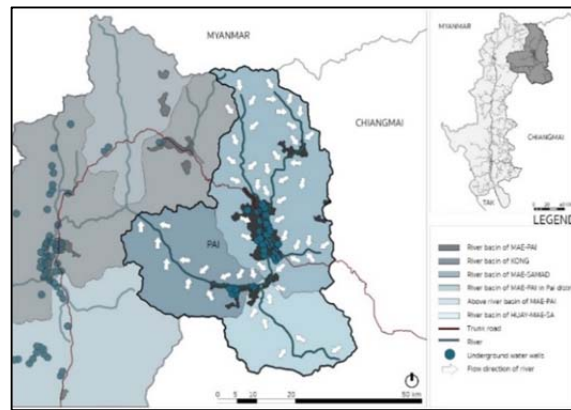 MYANMAR
CHIANGMAI
PAI
0 5 10 20 30 50 km
MYANMAR
CHIANGMAI
TAK
LEGEN
River basin of MAE-PAI
River basin of KONG
River basin of MAE-SAMAD
River basin of MAE-PAI in Pai
Above river basin of MAE-PAI
River basin of HUAY-MAE-SA
Trunk road
River
Underground water wells
Flow direction of river